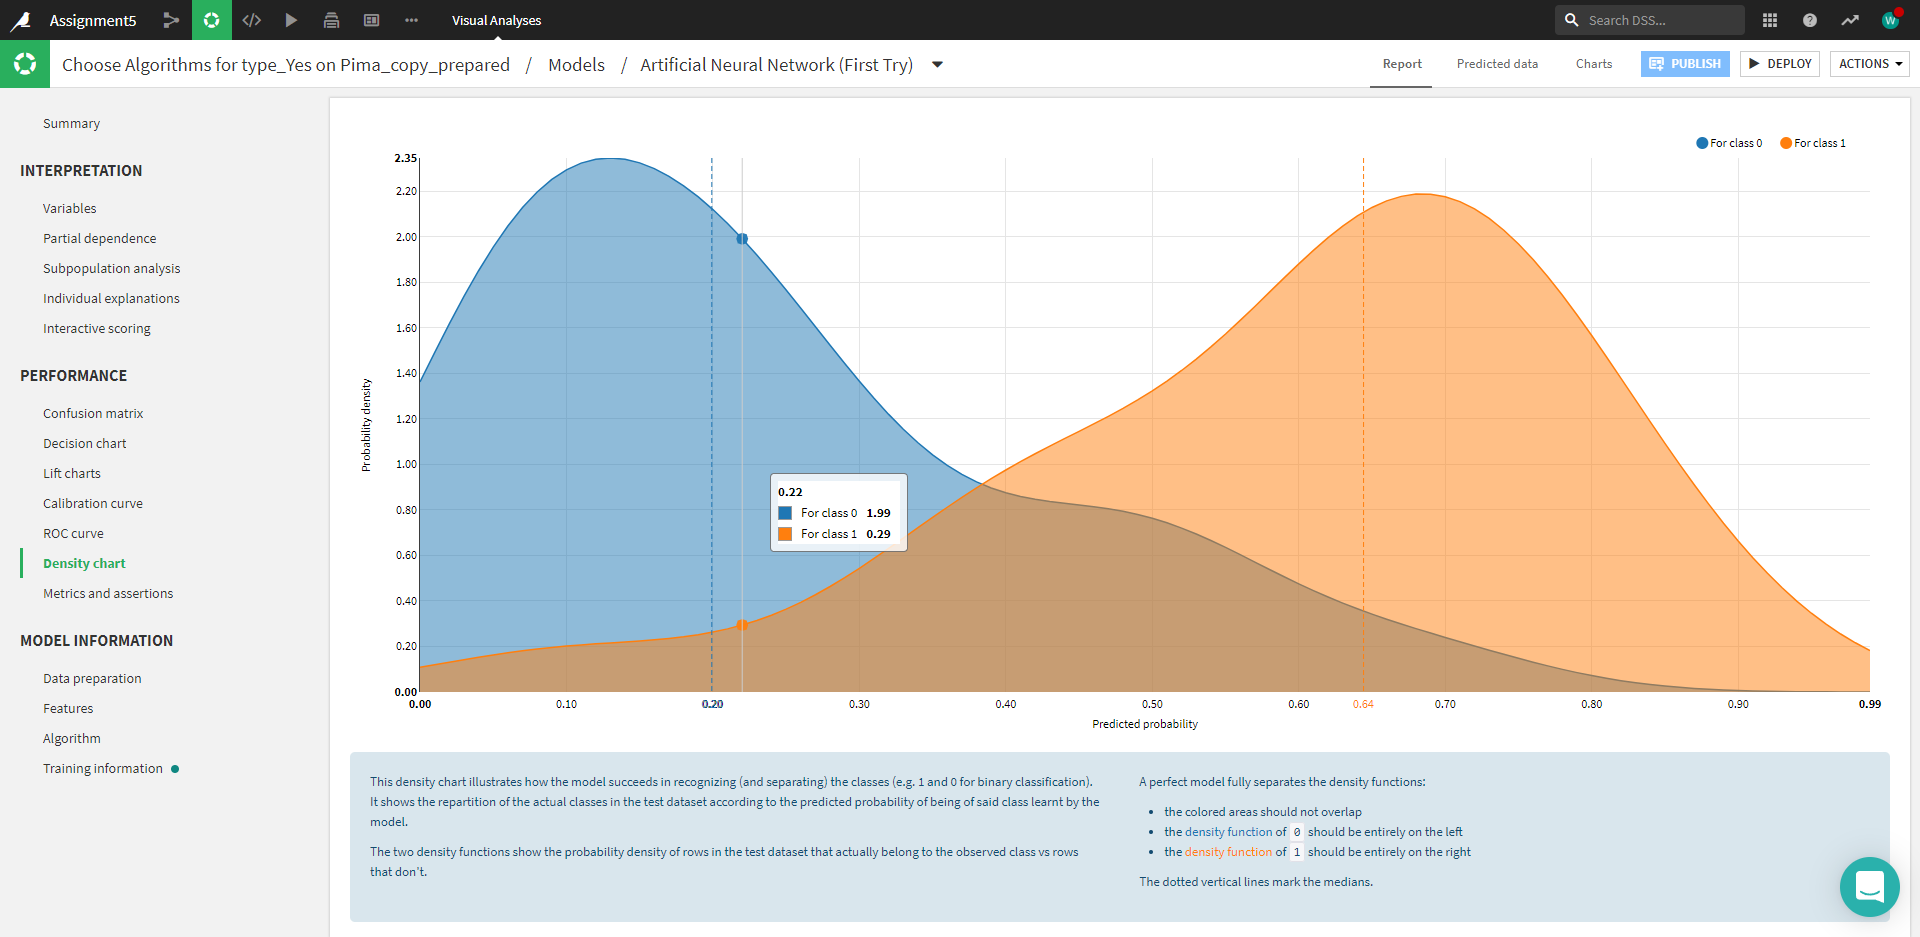 Assignment5
Visual Analyses
Search DSS...
W
Choose Algorithms for type_Yes on Pima_copy_prepared / Models / Artificial Neural Network (First Try)
Report
Predicted data
Charts
PUBLISH
DEPLOY
ACTIONS
Summary
INTERPRETATION
Variables
Partial dependence
Subpopulation analysis
Individual explanations
Interactive scoring
PERFORMANCE
Confusion matrix
Decision chart
Lift charts
Calibration curve
ROC curve
Density chart
Metrics and assertions
MODEL INFORMATION
Data preparation
Features
Algorithm
Training information
For class 0
For class 1
2.35
2.20
2.00
1.80
1.60
1.40
1.20
1.00
0.80
0.60
0.40
0.20
0.00
Probability density
0.22
For class 0 1.99
For class 1 0.29
0.00 0.10 0.20 0.30 0.40 0.50 0.60 0.64 0.70 0.80 0.90 0.99
Predicted probability
This density chart illustrates how the model succeeds in recognizing (and separating) the classes (e.g. 1 and 0 for binary classification).
It shows the repartition of the actual classes in the test dataset according to the predicted probability of being of said class learnt by the
model.
The two density functions show the probability density of rows in the test dataset that actually belong to the observed class vs rows
that don't.
A perfect model fully separates the density functions:
• the colored areas should not overlap
• the density function of 0 should be entirely on the left
• the density function of 1 should be entirely on the right
The dotted vertical lines mark the medians.